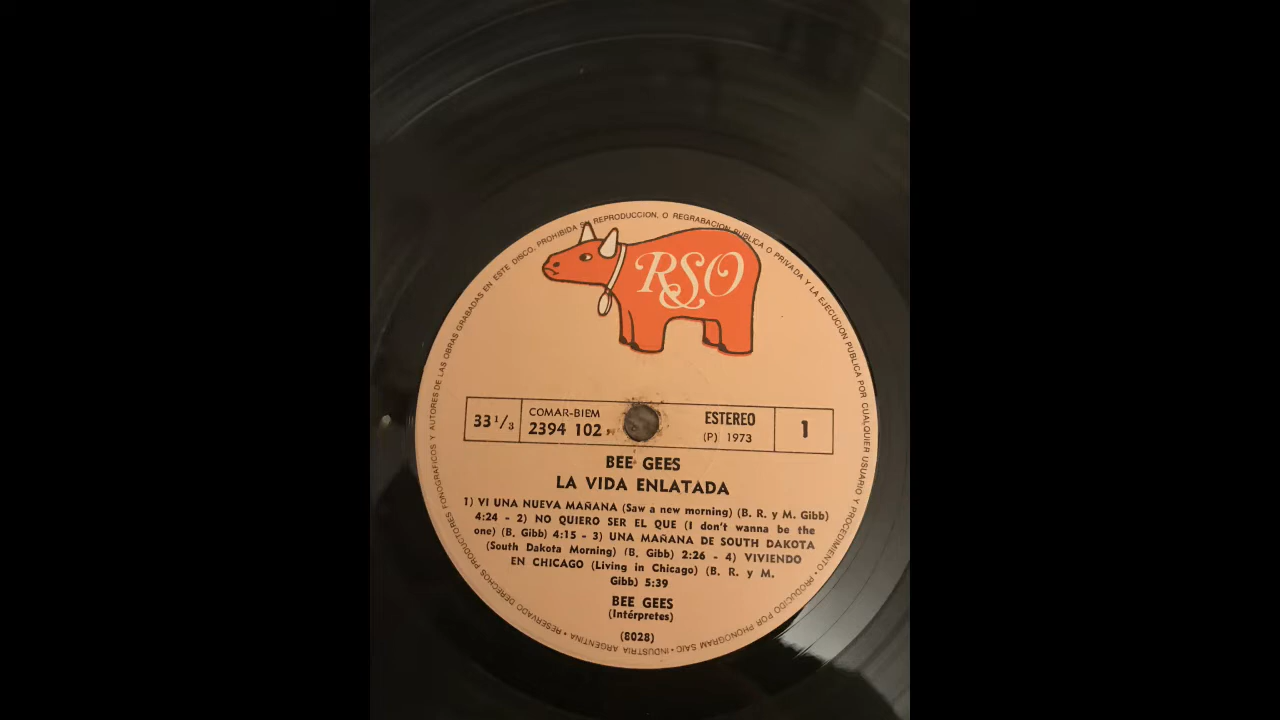 RSO
33 1/3
COMAR-BIEM
2394 102
ESTEREO
(P) 1973
1
BEE GEES
LA VIDA ENLATADA
1) VI UNA NUEVA MAÑANA (Saw a new morning) (B. R. y M. Gibb)
4:24 - 2) NO QUIERO SER EL QUE (I don't wanna be the
one) (B. Gibb) 4:15 - 3) UNA MAÑANA DE SOUTH DAKOTA
(South Dakota Morning) (B. Gibb) 2:26 - 4) VIVIENDO
EN CHICAGO (Living in Chicago) (B. R. y M.
Gibb) 5:39
BEE GEES
(Intérpretes)
(8028)
RESERVADO DERECHOS PRODUCTORES FONOGRAFICOS Y AUTORES DE LAS OBRAS GRABADAS EN ESTE DISCO. PROHIBIDA SU REPRODUCCION, O REGRABACION PUBLICA O PRIVADA Y LA EJECUCION PUBLICA POR CUALQUIER USUARIO Y PROCEDIMIENTO • PRODUCIDO POR PHONOGRAM SAIC • INDUSTRIA ARGENTINA •